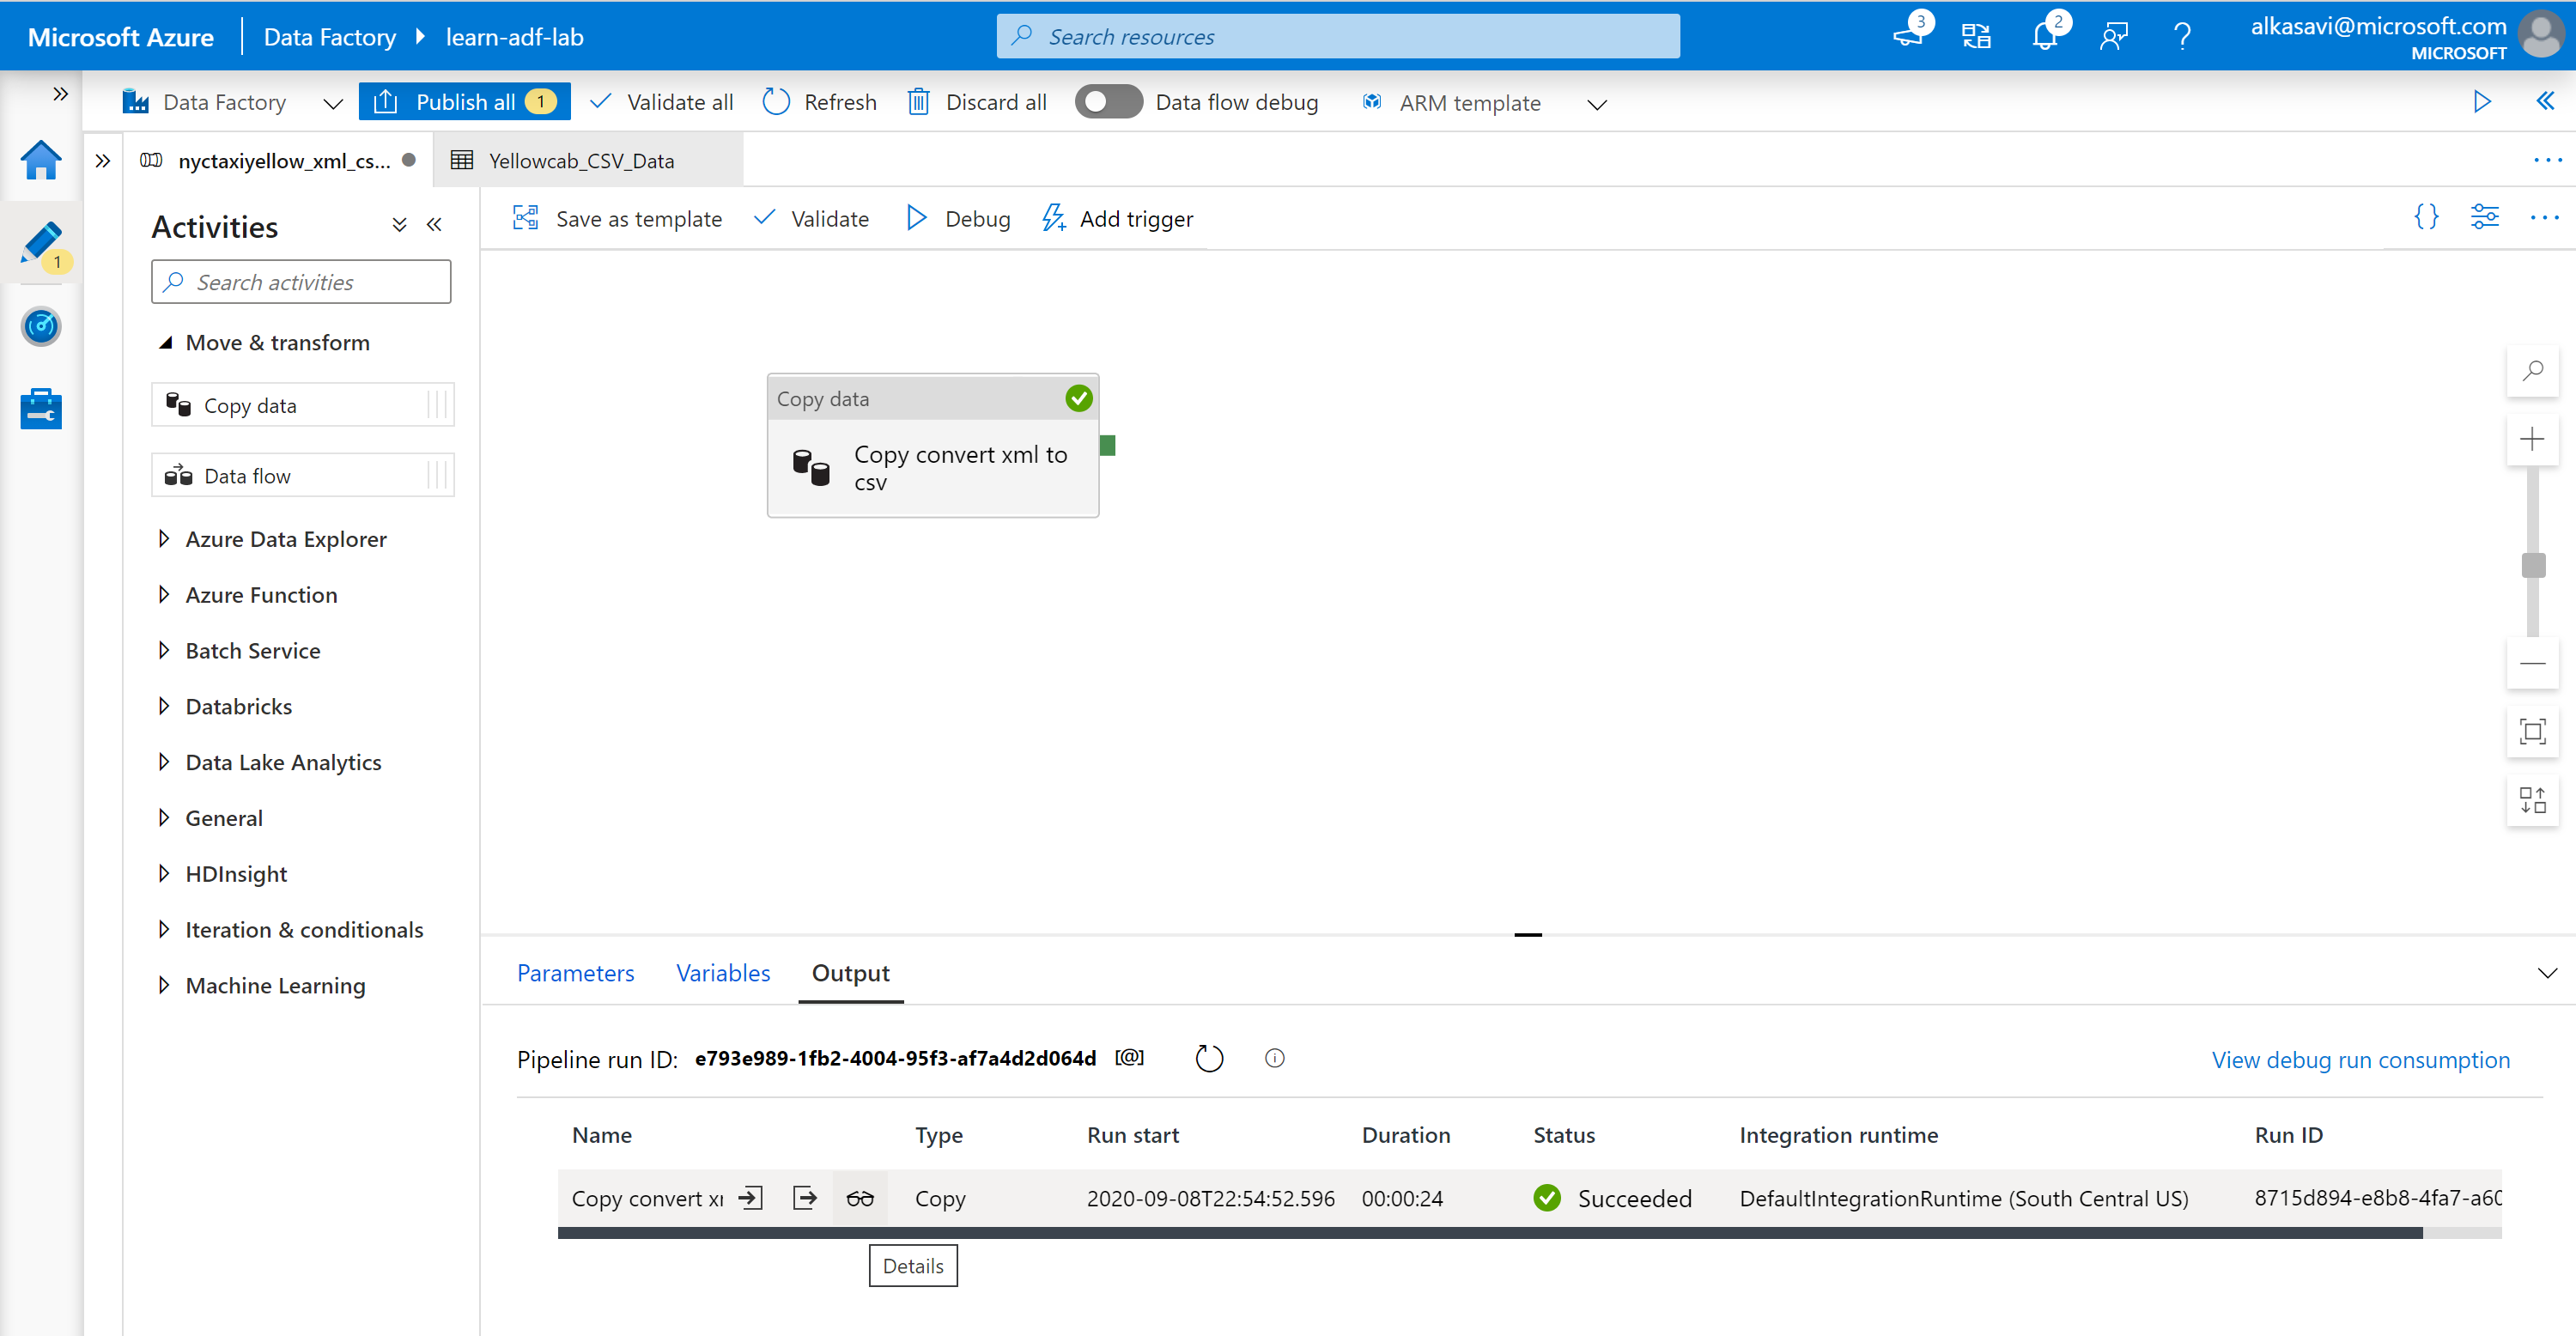 Microsoft Azure
Data Factory
learn-adf-lab
Search resources
3
2
alkasavi@microsoft.com
MICROSOFT
Data Factory
Publish all
1
Validate all
Refresh
Discard all
Data flow debug
ARM template
nyctaxiyellow_xml_cs...
Yellowcab_CSV_Data
1
Activities
Search activities
Move & transform
Copy data
Data flow
Azure Data Explorer
Azure Function
Batch Service
Databricks
Data Lake Analytics
General
HDInsight
Iteration & conditionals
Machine Learning
Save as template
Validate
Debug
Add trigger
Copy data
Copy convert xml to
csv
Parameters
Variables
Output
Pipeline run ID: e793e989-1fb2-4004-95f3-af7a4d2d064d [@]
View debug run consumption
Name Type Run start Duration Status Integration runtime Run ID
Copy convert xr Copy 2020-09-08T22:54:52.596 00:00:24 Succeeded DefaultIntegrationRuntime (South Central US) 8715d894-e8b8-4fa7-a60
Details